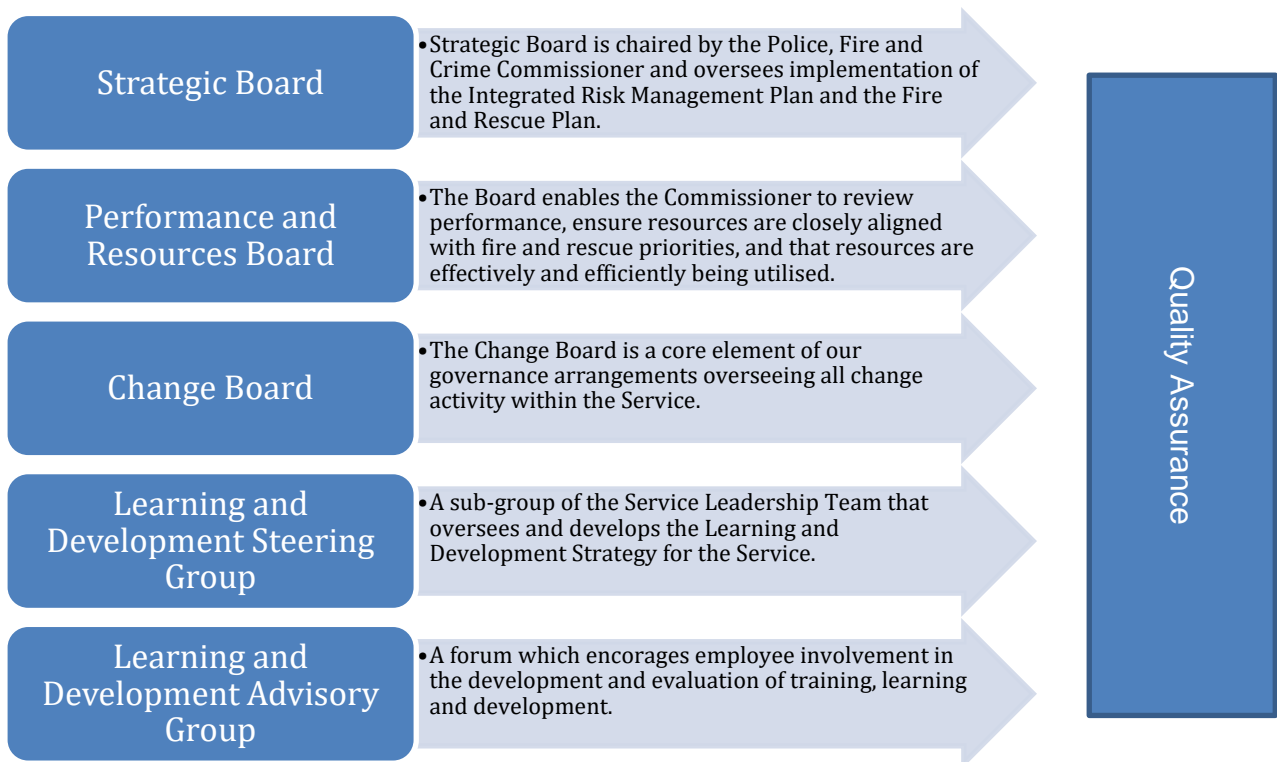 Strategic Board
•Strategic Board is chaired by the Police, Fire and
Crime Commissioner and oversees implementation of
the Integrated Risk Management Plan and the Fire
and Rescue Plan.
Performance and
Resources Board
•The Board enables the Commissioner to review
performance, ensure resources are closely aligned
with fire and rescue priorities, and that resources are
effectively and efficiently being utilised.
Change Board
•The Change Board is a core element of our
governance arrangements overseeing all change
activity within the Service.
Learning and
Development Steering
Group
•A sub-group of the Service Leadership Team that
oversees and develops the Learning and
Development Strategy for the Service.
Learning and
Development Advisory
Group
•A forum which encorages employee involvement in
the development and evaluation of training, learning
and development.
Quality Assurance